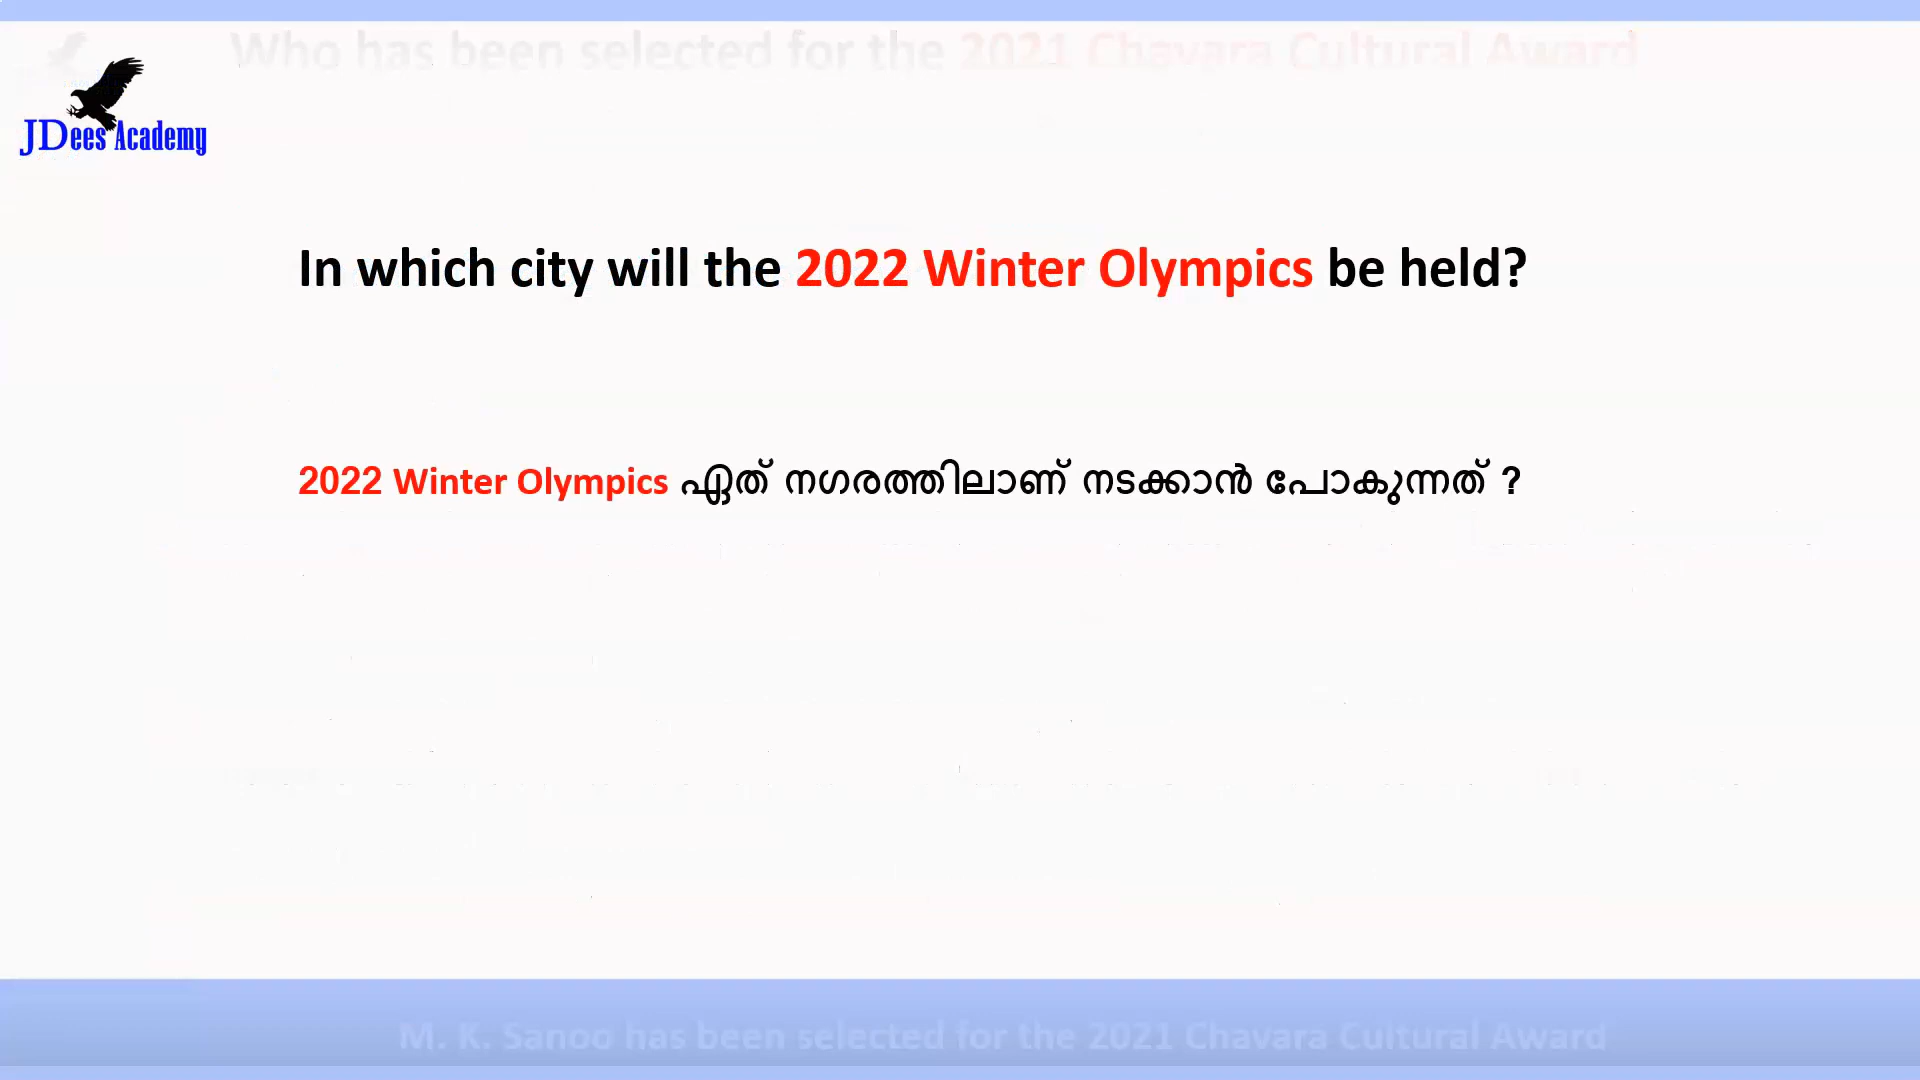 Who has been selected for the 2021 Chavara Cultural Award
JDees Academy
In which city will the 2022 Winter Olympics be held?
2022 Winter Olympics ഏത് നഗരത്തിലാണ് നടക്കാൻ പോകുന്നത് ?
M. K. Sanoo has been selected for the 2021 Chavara Cultural Award